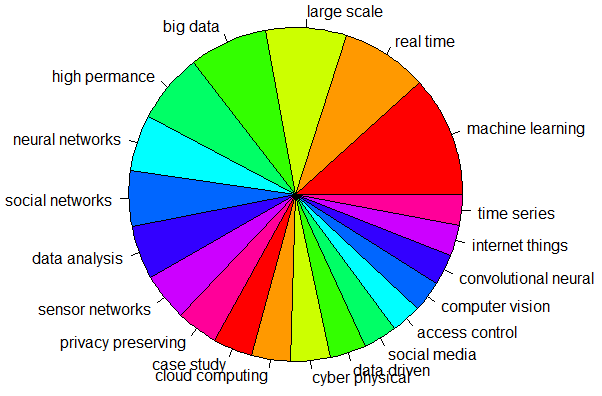 large scale
big data
real time
high permance
machine learning
neural networks
social networks
time series
internet things
data analysis
convolutional neural
sensor networks
computer vision
access control
privacy preserving
social media
case study
data driven
cloud computing
cyber physical